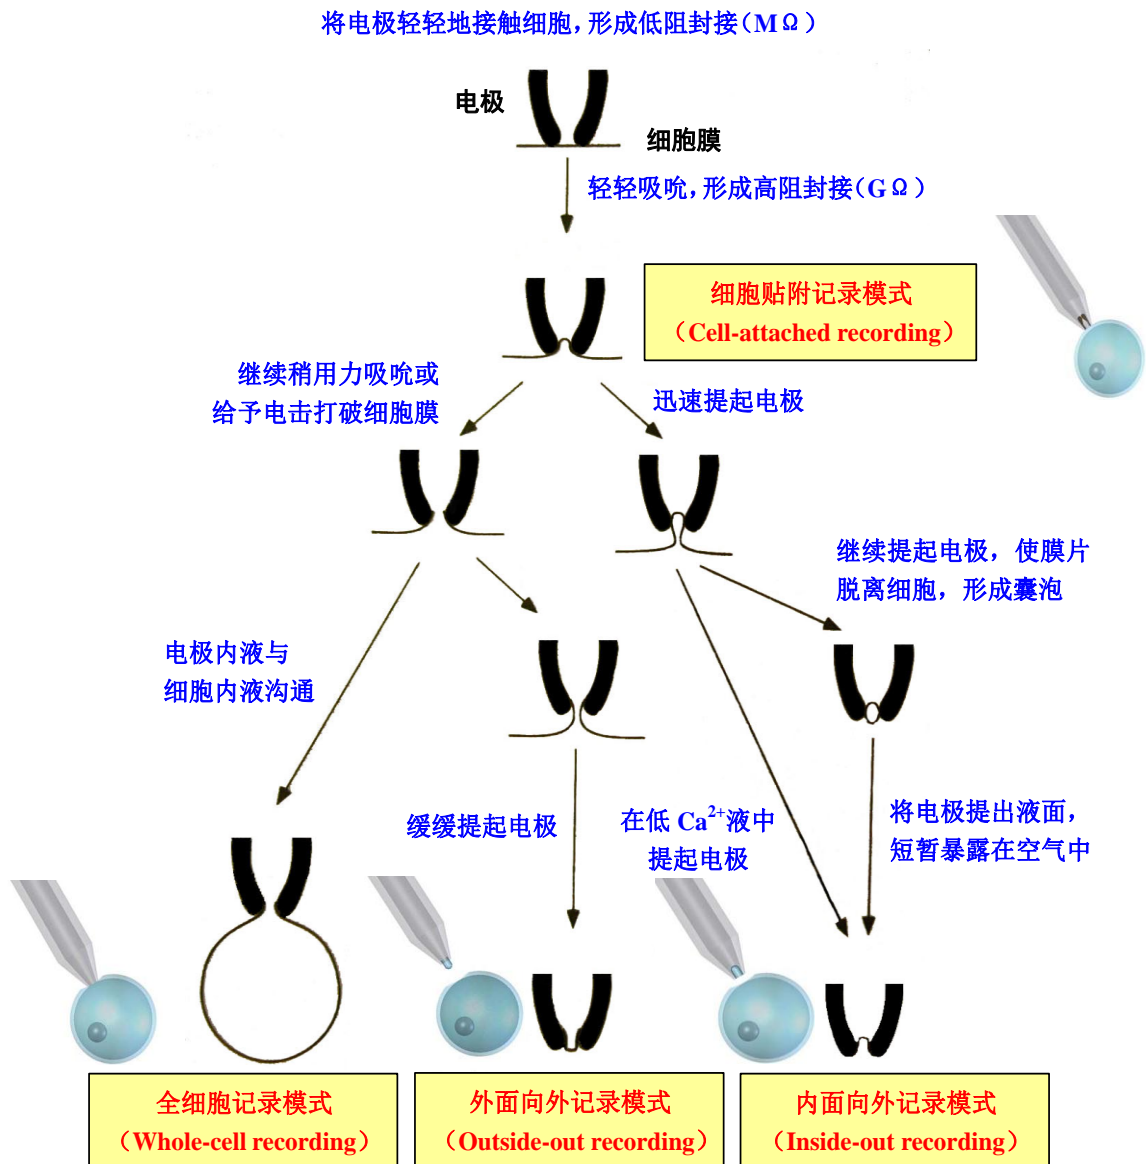 将电极轻轻地接触细胞，形成低阻封接（MΩ）
电极
细胞膜
轻轻吸吮，形成高阻封接（GΩ）
细胞贴附记录模式
（Cell-attached recording）
继续稍用力吸吮或
给予电击打破细胞膜
迅速提起电极
继续提起电极，使膜片
脱离细胞，形成囊泡
电极内液与
细胞内液沟通
缓缓提起电极
在低 Ca²⁺液中
提起电极
将电极提出液面，
短暂暴露在空气中
全细胞记录模式
（Whole-cell recording）
外面向外记录模式
（Outside-out recording）
内面向外记录模式
（Inside-out recording）